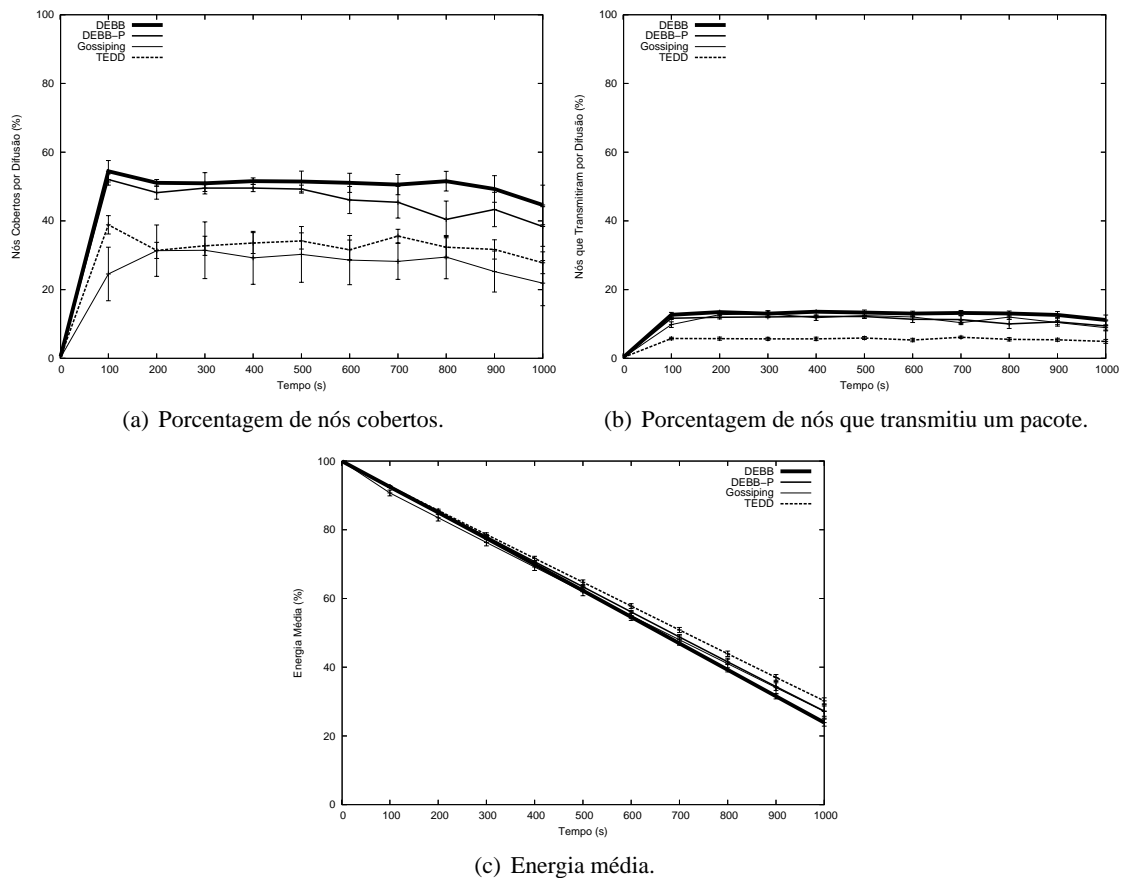 100
80
60
40
20
0
0 100 200 300 400 500 600 700 800 900 1000
Nós Cobertos por Difusão (%)
Tempo (s)
DEBB
DEBB-P
Gossiping
TEDD
(a) Porcentagem de nós cobertos.
100
80
60
40
20
0
0 100 200 300 400 500 600 700 800 900 1000
Nós que Transmitiram por Difusão (%)
Tempo (s)
DEBB
DEBB-P
Gossiping
TEDD
(b) Porcentagem de nós que transmitiu um pacote.
100
80
60
40
20
0
0 100 200 300 400 500 600 700 800 900 1000
Energia Média (%)
Tempo (s)
DEBB
DEBB-P
Gossiping
TEDD
(c) Energia média.